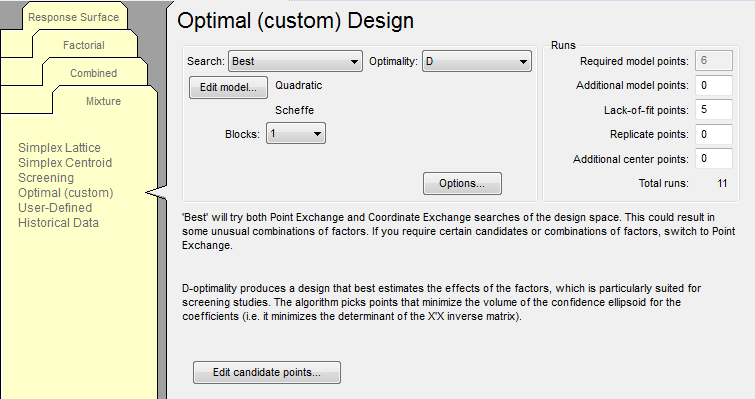 Response Surface
Factorial
Combined
Mixture
Simplex Lattice
Simplex Centroid
Screening
Optimal (custom)
User-Defined
Historical Data
Optimal (custom) Design
Search: Best Optimality: D
Edit model... Quadratic
Scheffe
Blocks: 1
Options...
Runs
Required model points: 6
Additional model points: 0
Lack-of-fit points: 5
Replicate points: 0
Additional center points: 0
Total runs: 11
'Best' will try both Point Exchange and Coordinate Exchange searches of the design space. This could result in
some unusual combinations of factors. If you require certain candidates or combinations of factors, switch to Point
Exchange.
D-optimality produces a design that best estimates the effects of the factors, which is particularly suited for
screening studies. The algorithm picks points that minimize the volume of the confidence ellipsoid for the
coefficients (i.e. it minimizes the determinant of the X'X inverse matrix).
Edit candidate points...